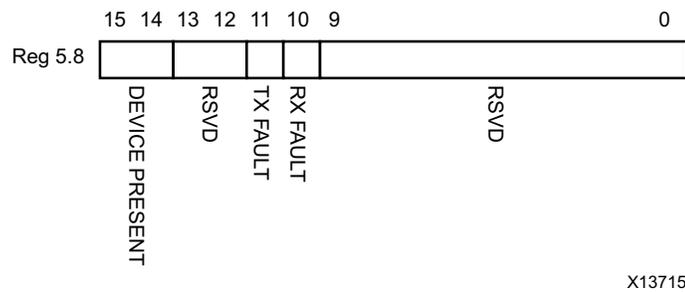 15 14 13 12 11 10 9 0
Reg 5.8
DEVICE PRESENT
RSVD
TX FAULT
RX FAULT
RSVD
X13715